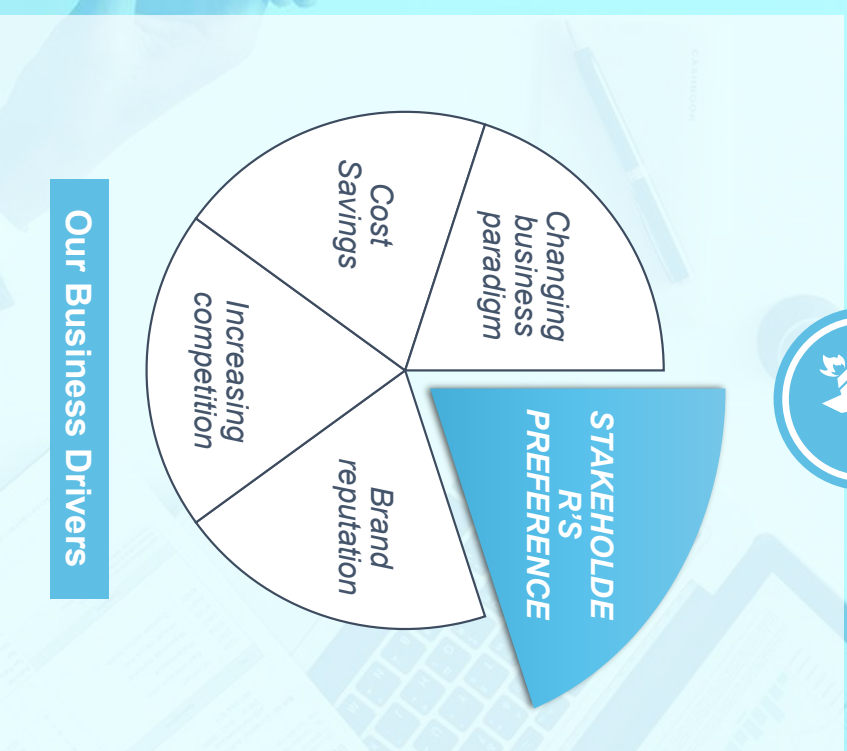 STAKEHOLDE
R'S
PREFERENCE
Changing
business
paradigm
Cost
Savings
Brand
reputation
Increasing
competition
Our Business Drivers